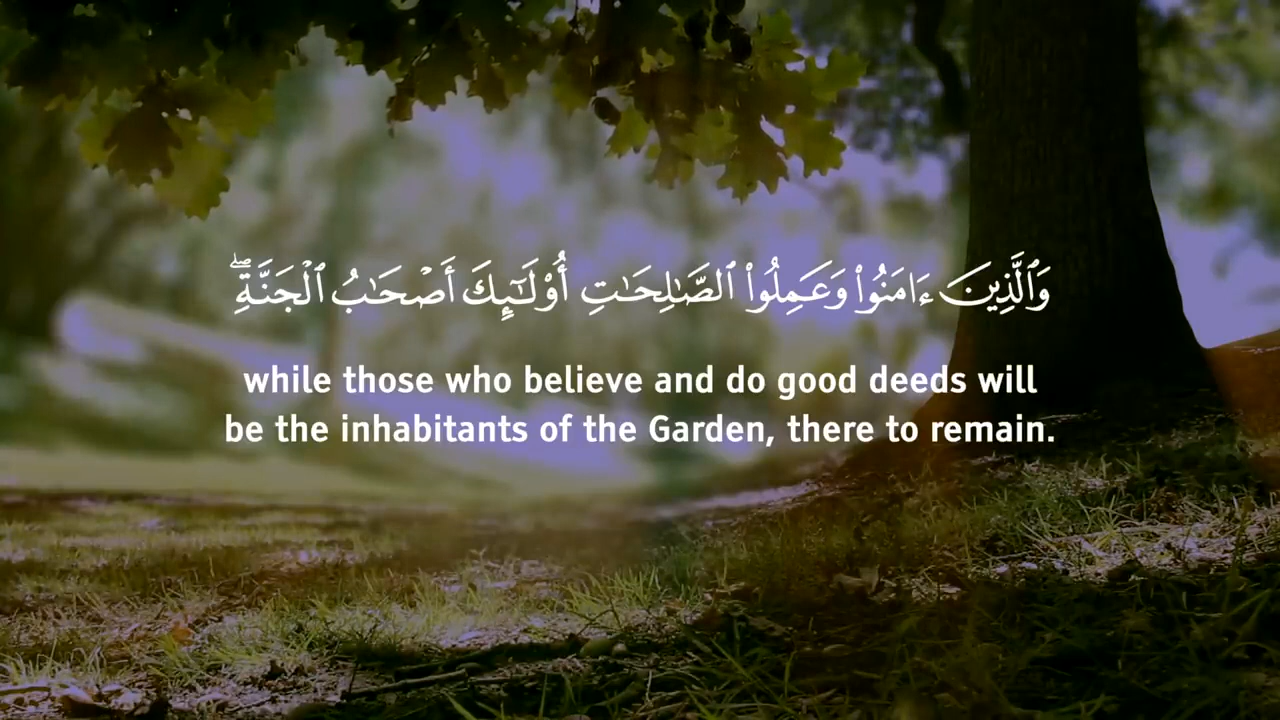 وَٱلَّذِينَ ءَامَنُوا۟ وَعَمِلُوا۟ ٱلصَّـٰلِحَـٰتِ أُو۟لَـٰٓئِكَ أَصْحَـٰبُ ٱلْجَنَّةِ ۖ
while those who believe and do good deeds will
be the inhabitants of the Garden, there to remain.